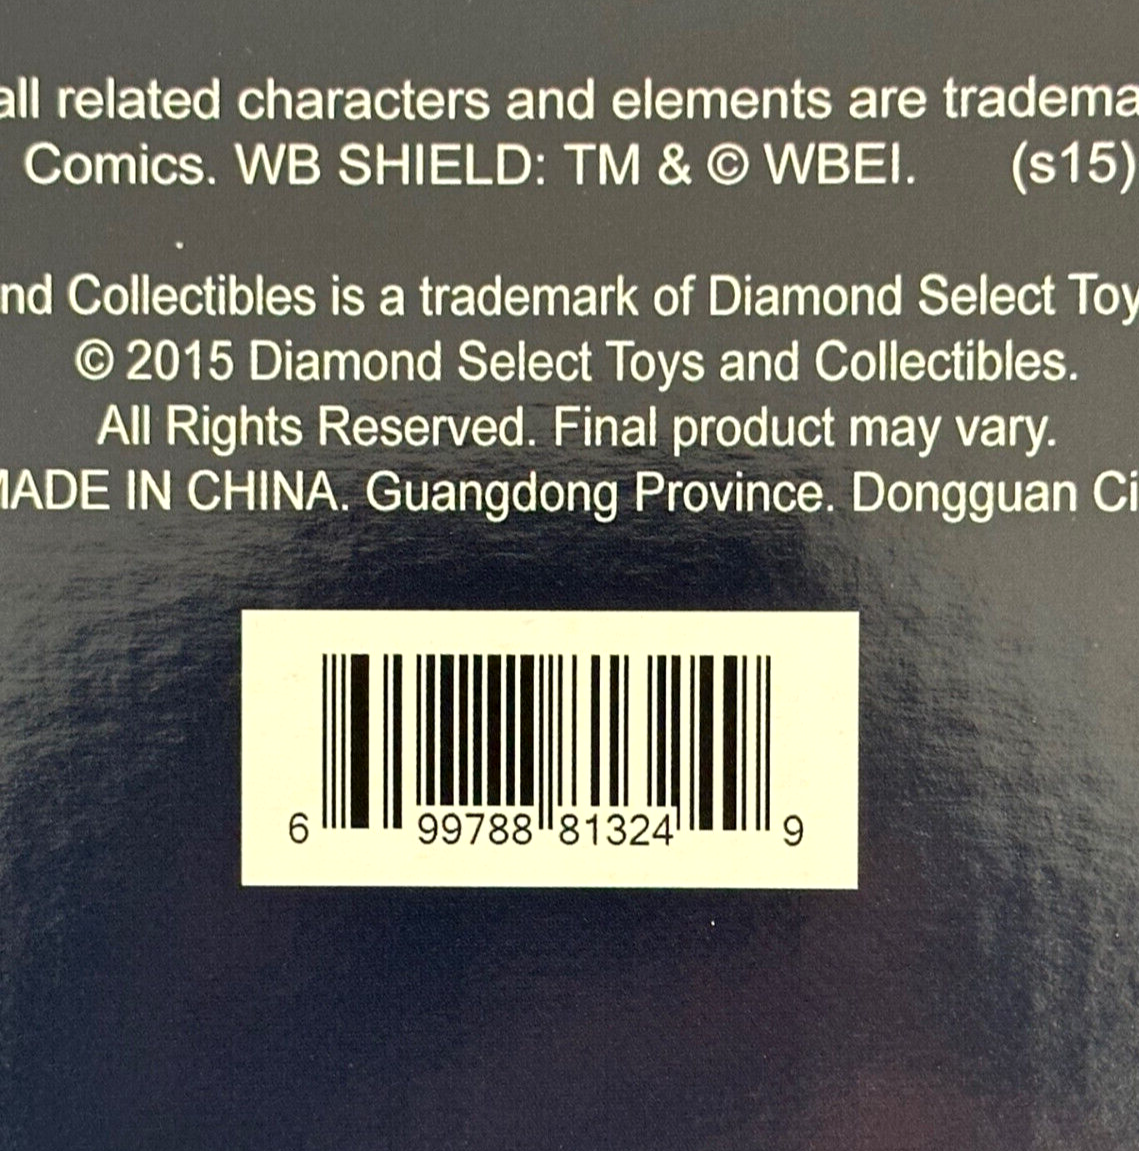 all related characters and elements are tradema
Comics. WB SHIELD: TM & © WBEI. (s15)
nd Collectibles is a trademark of Diamond Select Toy
© 2015 Diamond Select Toys and Collectibles.
All Rights Reserved. Final product may vary.
MADE IN CHINA. Guangdong Province. Dongguan Ci
6 99788 81324 9